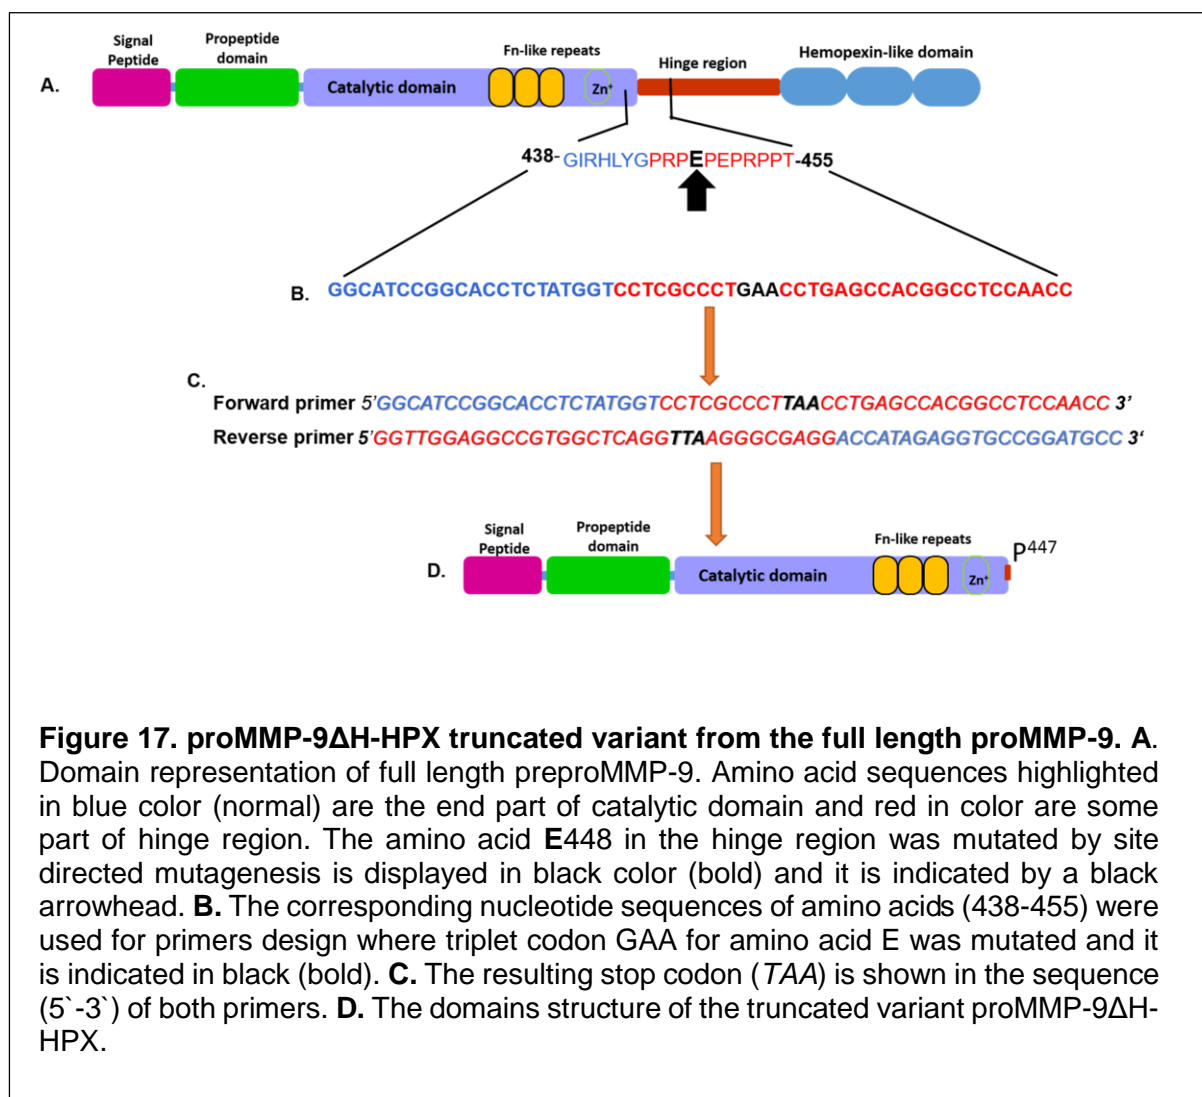 Signal
Peptide
Propeptide
domain
Fn-like repeats
Hinge region
Hemopexin-like domain
A.
Catalytic domain
Zn⁺
438- GIRHLYGPRPEPEPRPPT-455
B. GGCATCCGGCACCTCTATGGTCCTCGCCCTGAACCTGAGCCACGGCCTCCAACC
C.
Forward primer 5’GGCATCCGGCACCTCTATGGTCCTCGCCCTTAACCTGAGCCACGGCCTCCAACC 3’
Reverse primer 5’GGTTGGAGGCCGTGGCTCAGGTTAAGGGCGAGGACCATAGAGGTGCCGGATGCC 3‘
Signal
Peptide
Propeptide
domain
Fn-like repeats
P⁴⁴⁷
D.
Catalytic domain
Zn⁺
Figure 17. proMMP-9ΔH-HPX truncated variant from the full length proMMP-9. A.
Domain representation of full length preproMMP-9. Amino acid sequences highlighted
in blue color (normal) are the end part of catalytic domain and red in color are some
part of hinge region. The amino acid E448 in the hinge region was mutated by site
directed mutagenesis is displayed in black color (bold) and it is indicated by a black
arrowhead. B. The corresponding nucleotide sequences of amino acids (438-455) were
used for primers design where triplet codon GAA for amino acid E was mutated and it
is indicated in black (bold). C. The resulting stop codon (TAA) is shown in the sequence
(5`-3`) of both primers. D. The domains structure of the truncated variant proMMP-9ΔH-
HPX.